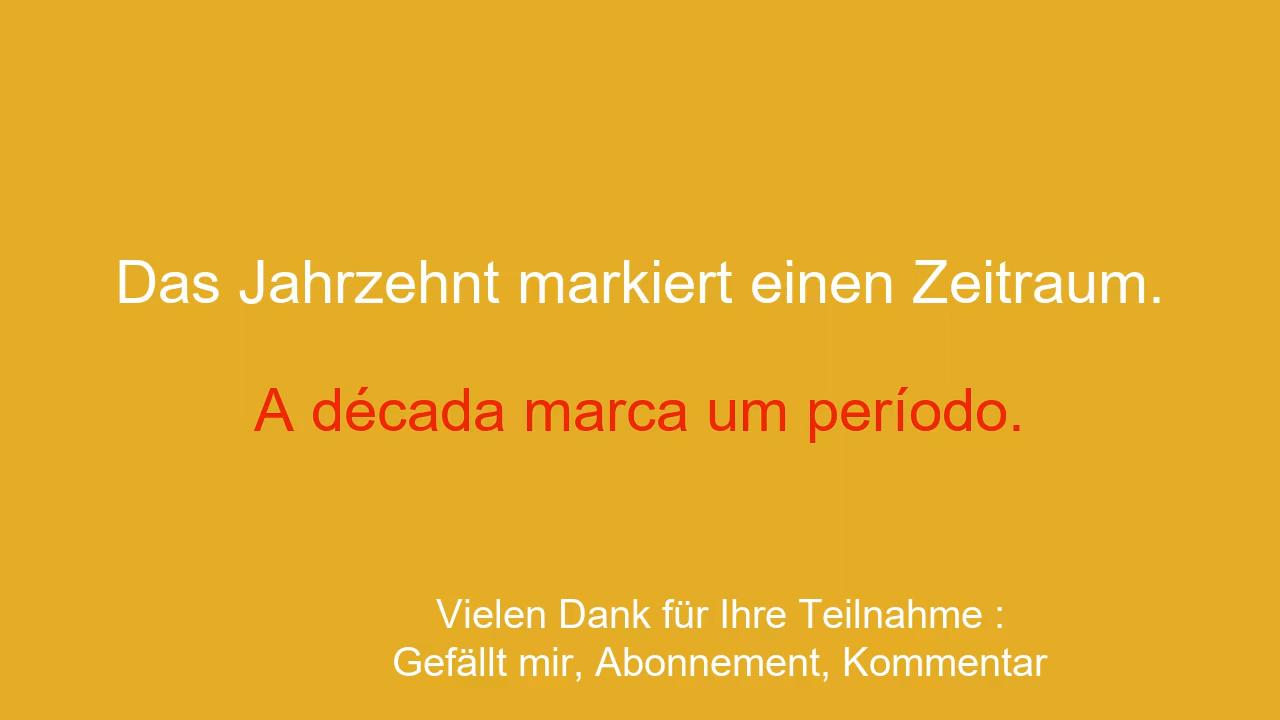 Das Jahrzehnt markiert einen Zeitraum.
A década marca um período.
Vielen Dank für Ihre Teilnahme :
Gefällt mir, Abonnement, Kommentar